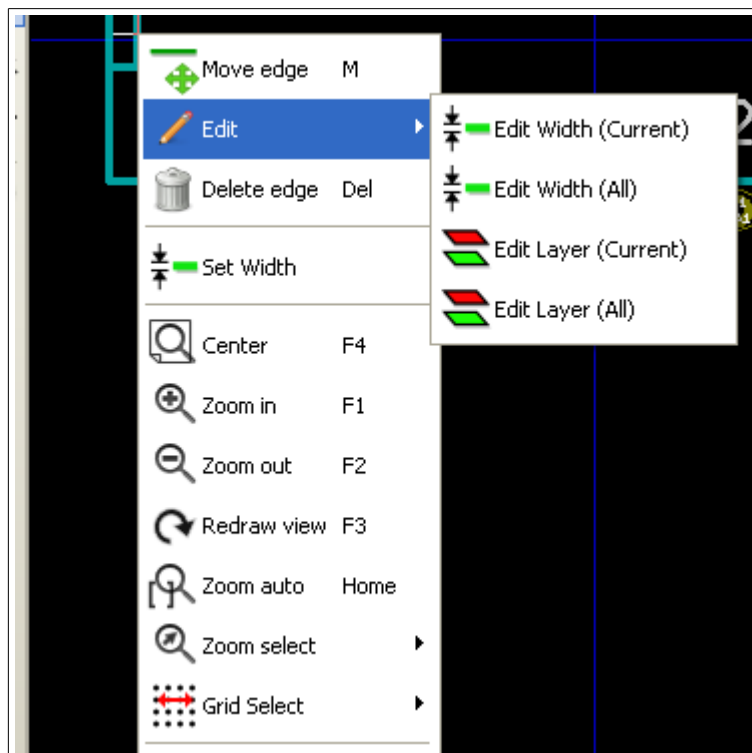 Move edge M
Edit
Delete edge Del
Set Width
Center F4
Zoom in F1
Zoom out F2
Redraw view F3
Zoom auto Home
Zoom select
Grid Select
Edit Width (Current)
Edit Width (All)
Edit Layer (Current)
Edit Layer (All)
2